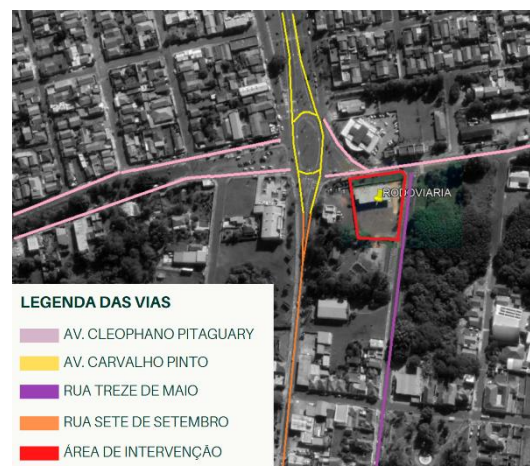 RODOVIARIA
LEGENDA DAS VIAS
AV. CLEOPHANO PITAGUARY
AV. CARVALHO PINTO
RUA TREZE DE MAIO
RUA SETE DE SETEMBRO
ÁREA DE INTERVENÇÃO